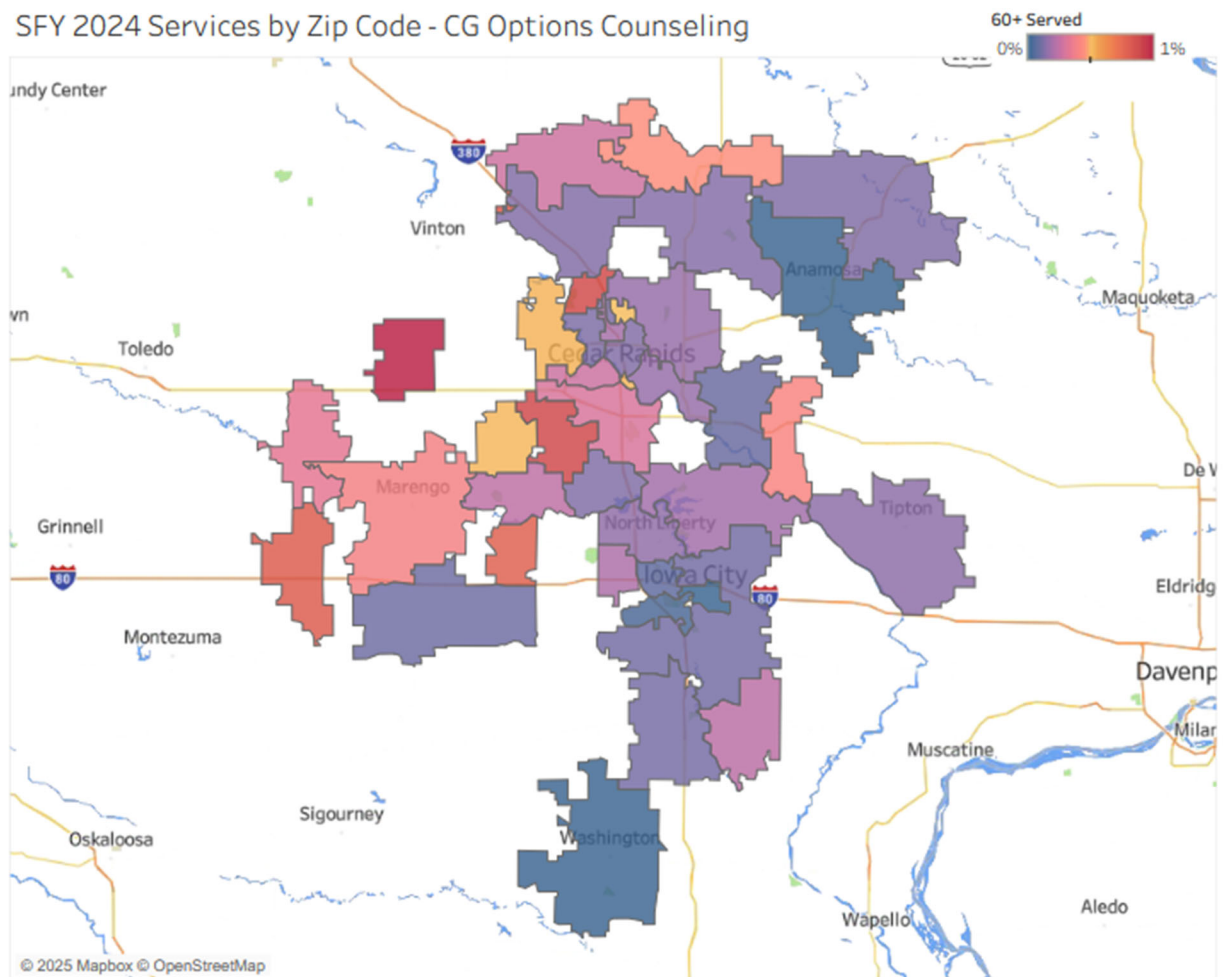 SFY 2024 Services by Zip Code - CG Options Counseling
60+ Served
0%
1%
undy Center
380
Vinton
Anamosa
Maquoketa
wn
Toledo
Cedar Rapids
De W
Marengo
Tipton
Grinnell
North Liberty
80
Iowa City
80
Eldridg
Montezuma
Davenp
Milan
Muscatine
Sigourney
Oskaloosa
Washington
Wapello
Aledo
© 2025 Mapbox © OpenStreetMap